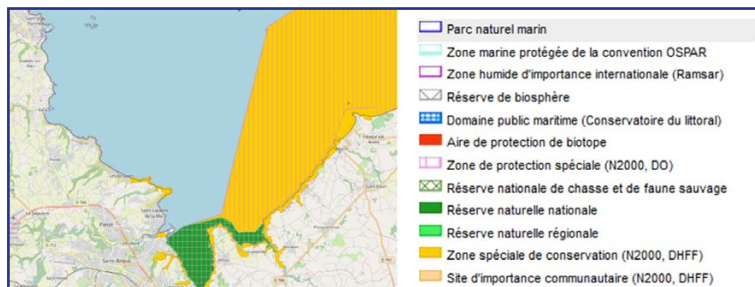 Parc naturel marin
Zone marine protégée de la convention OSPAR
Zone humide d'importance internationale (Ramsar)
Réserve de biosphère
Domaine public maritime (Conservatoire du littoral)
Aire de protection de biotope
Zone de protection spéciale (N2000, DO)
Réserve nationale de chasse et de faune sauvage
Réserve naturelle nationale
Réserve naturelle régionale
Zone spéciale de conservation (N2000, DHFF)
Site d'importance communautaire (N2000, DHFF)